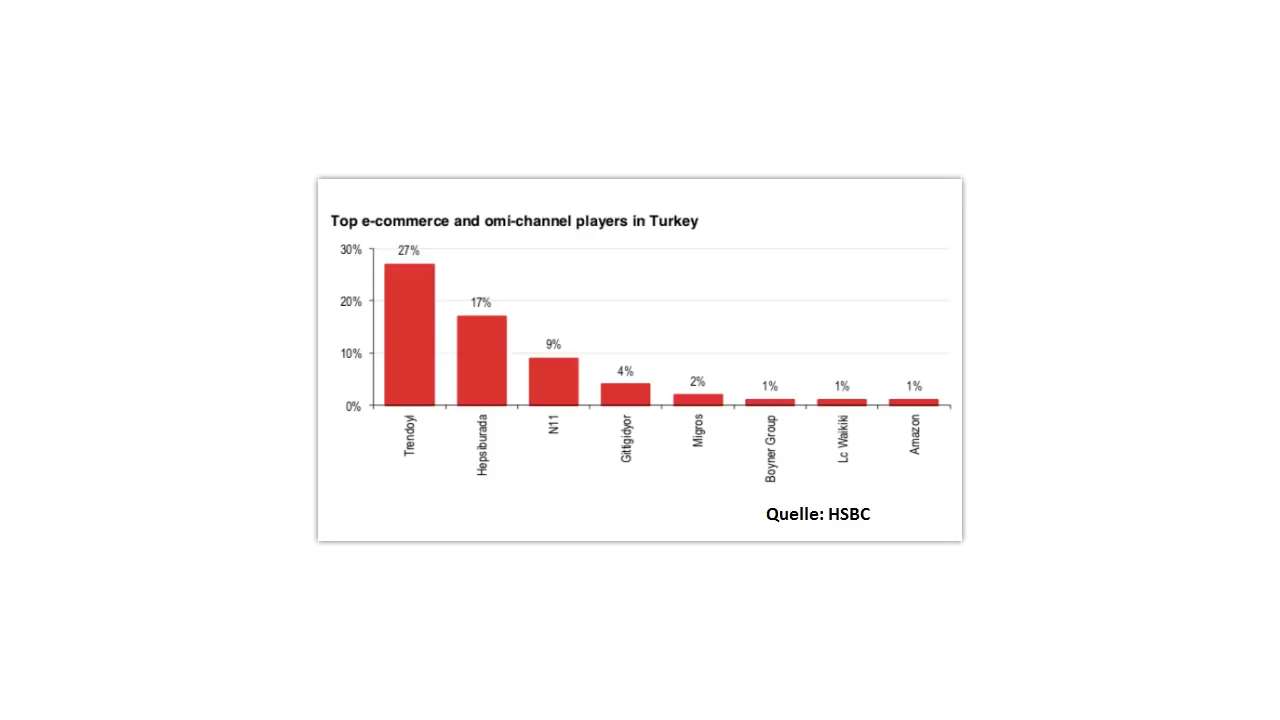 Top e-commerce and omi-channel players in Turkey
30%
20%
10%
0%
27%
17%
9%
4%
2%
1%
1%
1%
Trendoyl
Hepsiburada
N11
Gittigidyor
Migros
Boyner Group
Lc Waikiki
Amazon
Quelle: HSBC